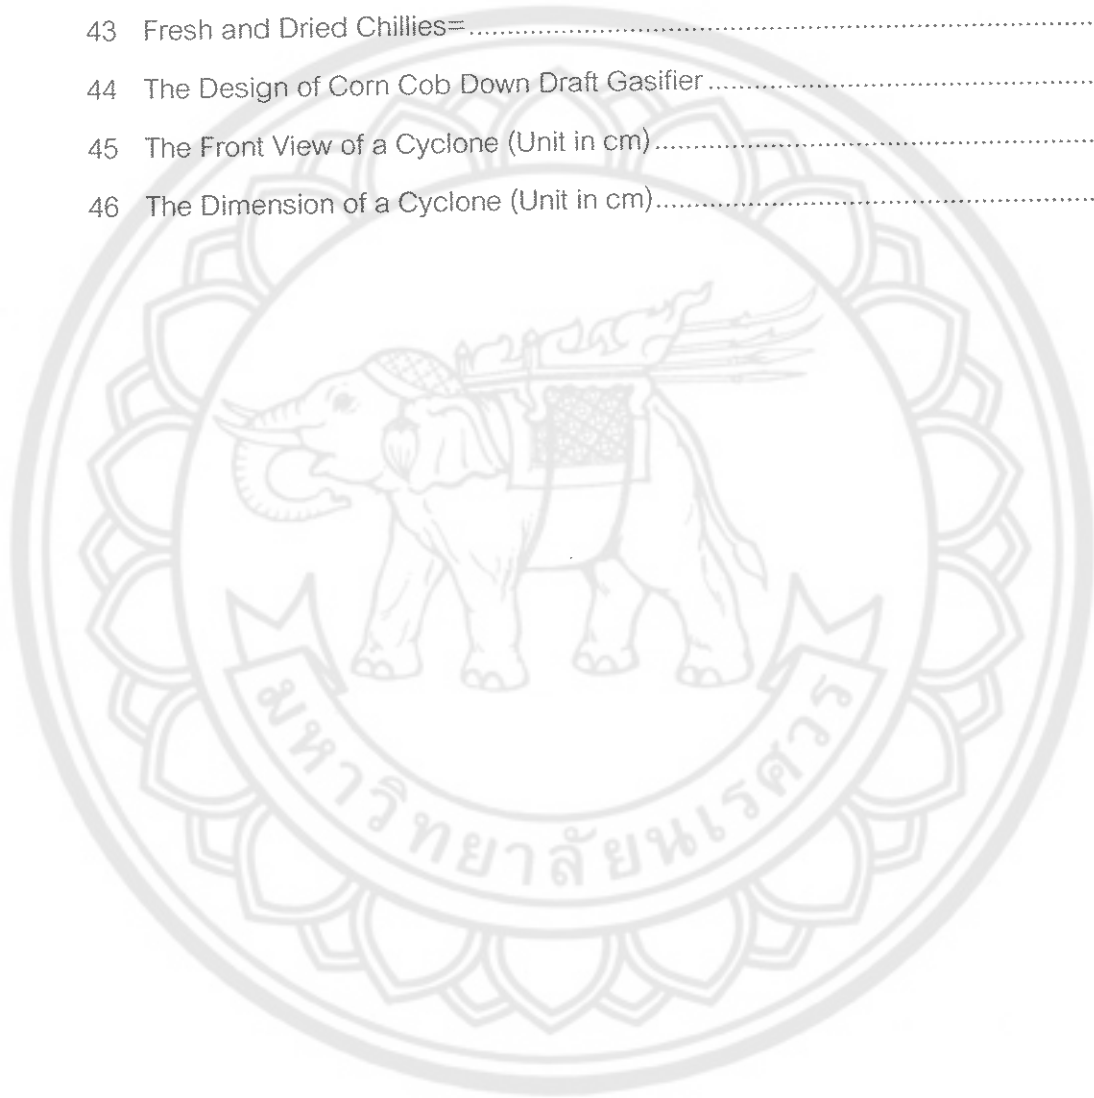 43 Fresh and Dried Chillies=........................................................................................
44 The Design of Corn Cob Down Draft Gasifier........................................................
45 The Front View of a Cyclone (Unit in cm)...............................................................
46 The Dimension of a Cyclone (Unit in cm)...............................................................
มหาวิทยาลัยนเรศวร